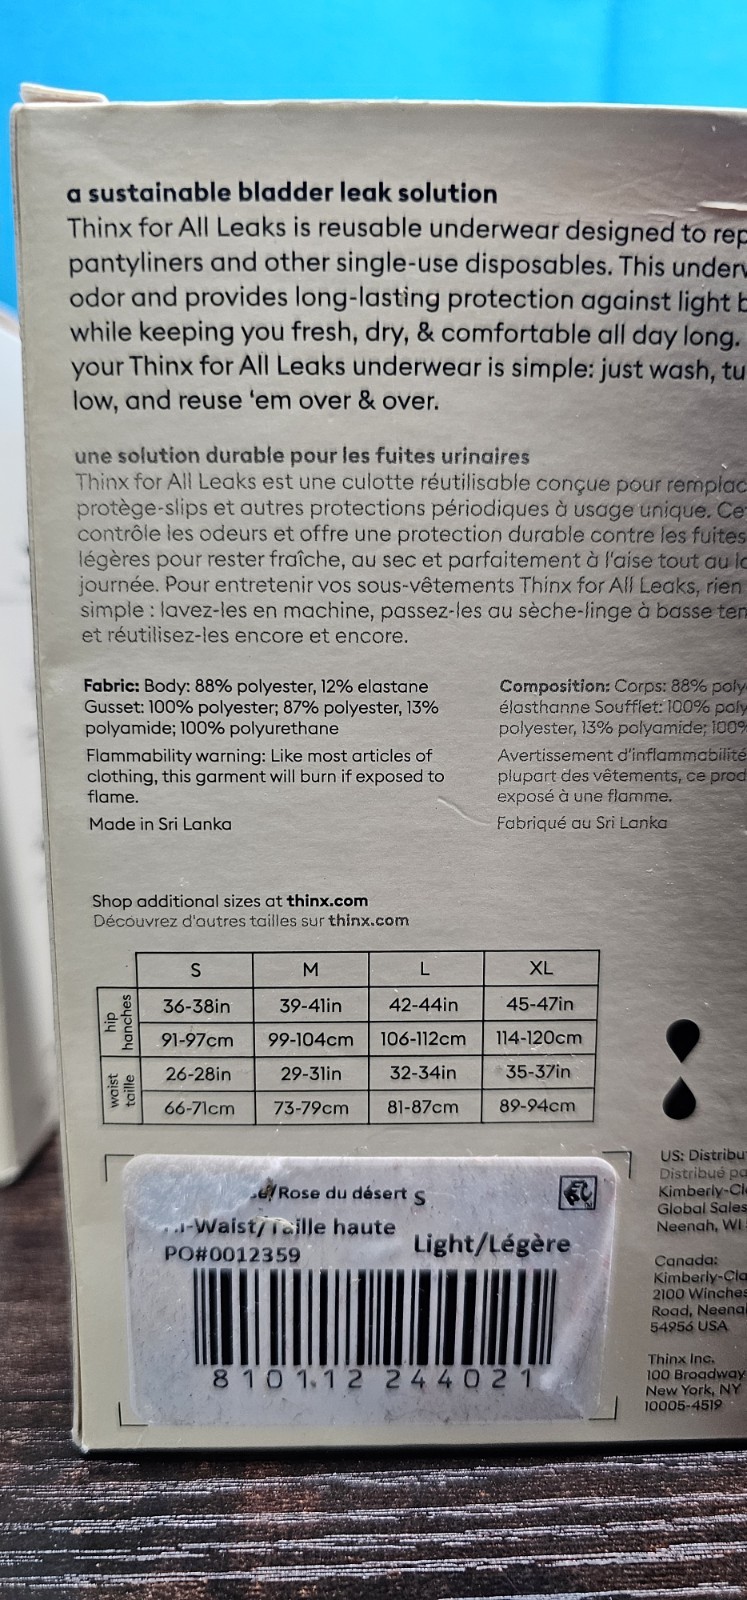 a sustainable bladder leak solution
Thinx for All Leaks is reusable underwear designed to rep
pantyliners and other single-use disposables. This underw
odor and provides long-lasting protection against light b
while keeping you fresh, dry, & comfortable all day long.
your Thinx for All Leaks underwear is simple: just wash, tu
low, and reuse 'em over & over.
une solution durable pour les fuites urinaires
Thinx for All Leaks est une culotte réutilisable conçue pour remplac
protège-slips et autres protections périodiques à usage unique. Ce
contrôle les odeurs et offre une protection durable contre les fuites
légères pour rester fraîche, au sec et parfaitement à l'aise tout au lo
journée. Pour entretenir vos sous-vêtements Thinx for All Leaks, rien
simple : lavez-les en machine, passez-les au sèche-linge à basse tem
et réutilisez-les encore et encore.
Fabric: Body: 88% polyester, 12% elastane
Gusset: 100% polyester; 87% polyester, 13%
polyamide; 100% polyurethane
Flammability warning: Like most articles of
clothing, this garment will burn if exposed to
flame.
Made in Sri Lanka
Composition: Corps: 88% poly
élasthanne Soufflet: 100% poly
polyester, 13% polyamide; 100%
Avertissement d'inflammabilité
plupart des vêtements, ce prod
exposé à une flamme.
Fabriqué au Sri Lanka
Shop additional sizes at thinx.com
Découvrez d'autres tailles sur thinx.com
S M L XL
hip
hanches
36-38in 39-41in 42-44in 45-47in
91-97cm 99-104cm 106-112cm 114-120cm
waist
taille
26-28in 29-31in 32-34in 35-37in
66-71cm 73-79cm 81-87cm 89-94cm
/Rose du désert S
-Waist/Taille haute
PO#0012359
Light/Légère
8 10112 24402 1
US: Distribu
Distribué pa
Kimberly-Cl
Global Sales
Neenah, WI
Canada:
Kimberly-Cla
2100 Winches
Road, Neena
54956 USA
Thinx Inc.
100 Broadway
New York, NY
10005-4519